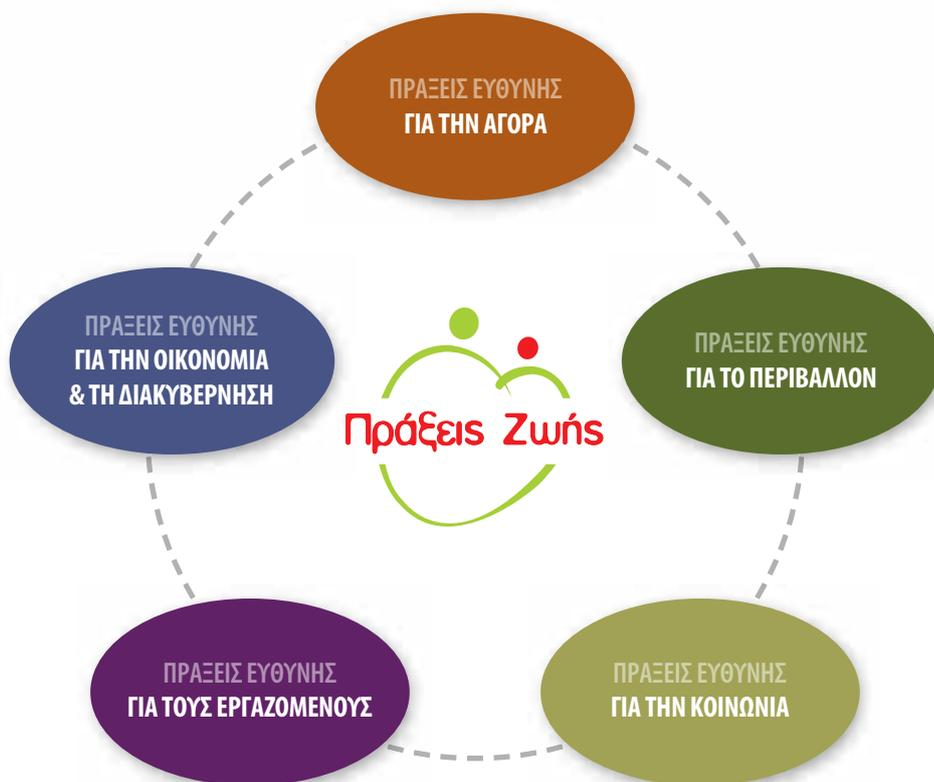 ΠΡΑΞΕΙΣ ΕΥΘΥΝΗΣ
ΓΙΑ ΤΗΝ ΑΓΟΡΑ
ΠΡΑΞΕΙΣ ΕΥΘΥΝΗΣ
ΓΙΑ ΤΗΝ ΟΙΚΟΝΟΜΙΑ
& ΤΗ ΔΙΑΚΥΒΕΡΝΗΣΗ
ΠΡΑΞΕΙΣ ΕΥΘΥΝΗΣ
ΓΙΑ ΤΟ ΠΕΡΙΒΑΛΛΟΝ
Πράξεις Ζωής
ΠΡΑΞΕΙΣ ΕΥΘΥΝΗΣ
ΓΙΑ ΤΟΥΣ ΕΡΓΑΖΟΜΕΝΟΥΣ
ΠΡΑΞΕΙΣ ΕΥΘΥΝΗΣ
ΓΙΑ ΤΗΝ ΚΟΙΝΩΝΙΑ